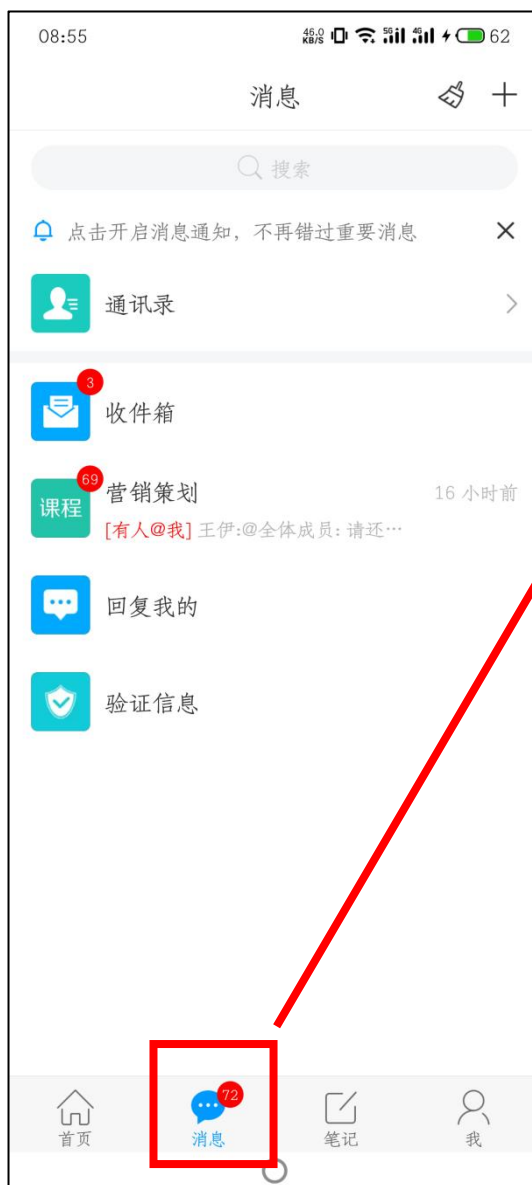 08:55
46.0 KB/S 5G 4G 62
消息
搜索
点击开启消息通知，不再错过重要消息
通讯录
3
收件箱
69
课程
营销策划
16 小时前
[有人@我] 王伊:@全体成员: 请还…
回复我的
验证信息
72
首页
消息
笔记
我